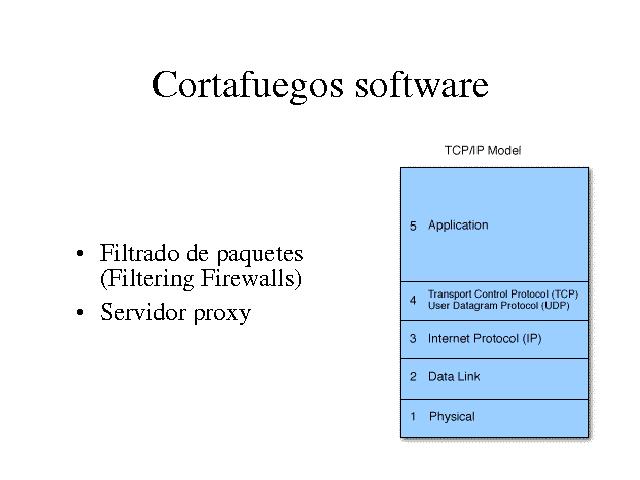 Cortafuegos software
• Filtrado de paquetes
(Filtering Firewalls)
• Servidor proxy
TCP/IP Model
5 Application
4 Transport Control Protocol (TCP)
User Datagram Protocol (UDP)
3 Internet Protocol (IP)
2 Data Link
1 Physical